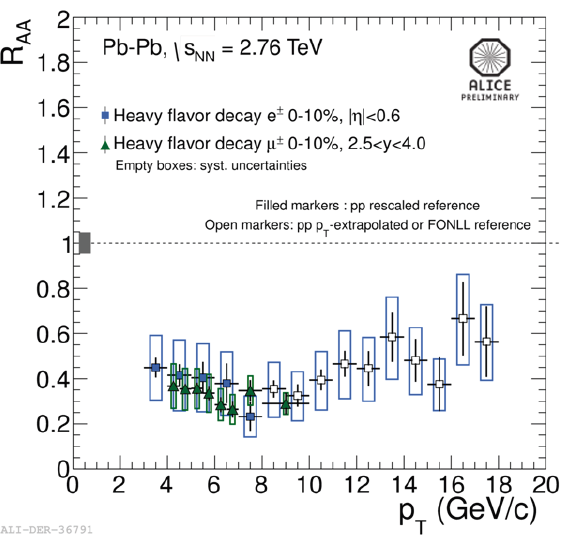 R_AA
2
1.8
1.6
1.4
1.2
1
0.8
0.6
0.4
0.2
0
Pb-Pb, \ s_NN = 2.76 TeV
ALICE
PRELIMINARY
Heavy flavor decay e^± 0-10%, |η|<0.6
Heavy flavor decay μ^± 0-10%, 2.5<y<4.0
Empty boxes: syst. uncertainties
Filled markers : pp rescaled reference
Open markers: pp p_T-extrapolated or FONLL reference
0 2 4 6 8 10 12 14 16 18 20
p_T (GeV/c)
ALI-DER-36791